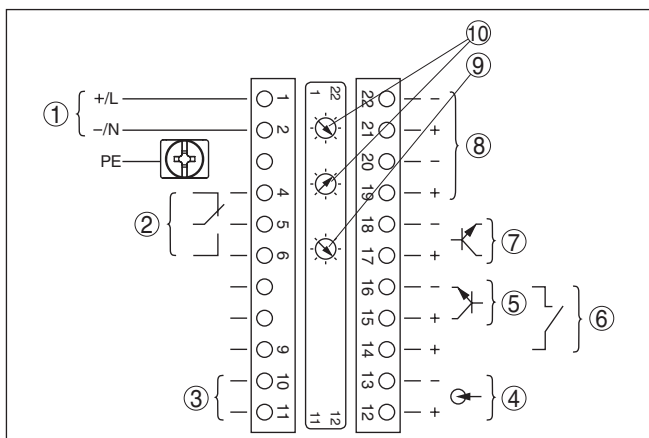 ⑩
⑨
① +/L 1 1 22 22 −
−/N 2 21 + ⑧
PE 20 −
4 19 +
② 5 18 − ⑦
6 17 +
16 − ⑤ ⑥
15 +
9 14 +
③ 10 13 − ④
11 11 12 12 +